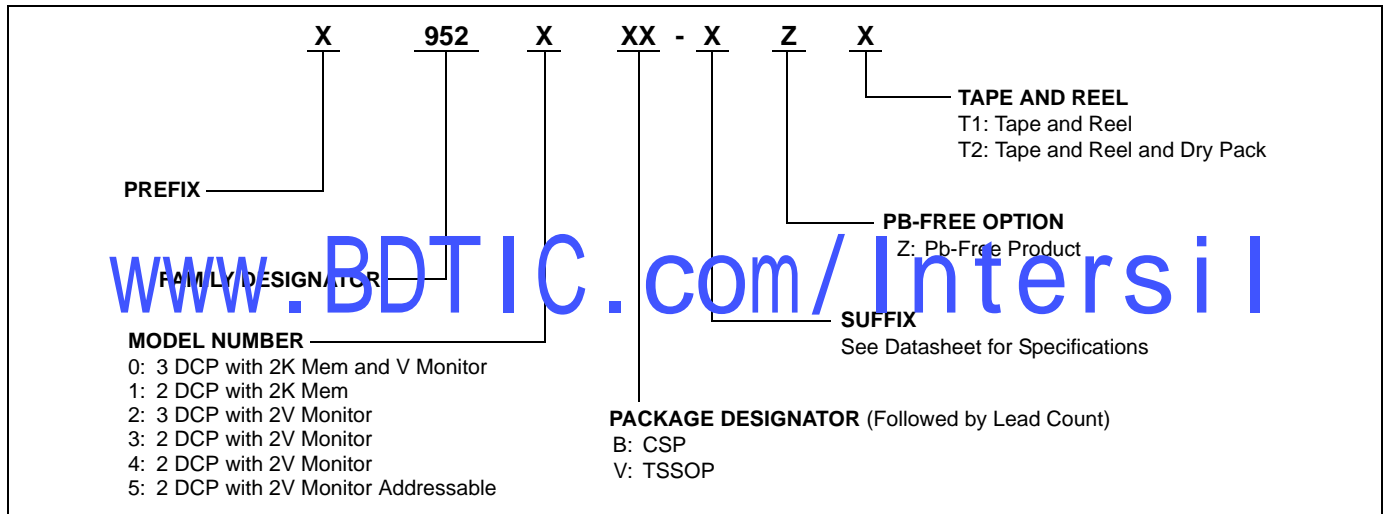 X 952 X XX - X Z X
TAPE AND REEL
T1: Tape and Reel
T2: Tape and Reel and Dry Pack
PREFIX
PB-FREE OPTION
Z: Pb-Free Product
FAMILY DESIGNATOR
www.BDTIC.com/Intersil
SUFFIX
See Datasheet for Specifications
MODEL NUMBER
0: 3 DCP with 2K Mem and V Monitor
1: 2 DCP with 2K Mem
2: 3 DCP with 2V Monitor
3: 2 DCP with 2V Monitor
4: 2 DCP with 2V Monitor
5: 2 DCP with 2V Monitor Addressable
PACKAGE DESIGNATOR (Followed by Lead Count)
B: CSP
V: TSSOP